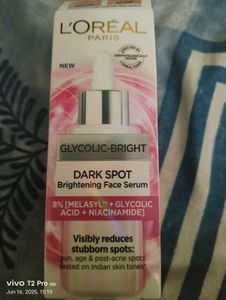 L'ORÉAL
PARIS
NEW
GLYCOLIC-BRIGHT
DARK SPOT
Brightening Face Serum
8% [MELASYL™ + GLYCOLIC
ACID + NIACINAMIDE]
Visibly reduces
stubborn spots:
sun, age & post-acne spots
tested on Indian skin tones*
vivo T2 Pro 5G
Jun 16, 2025, 15:10